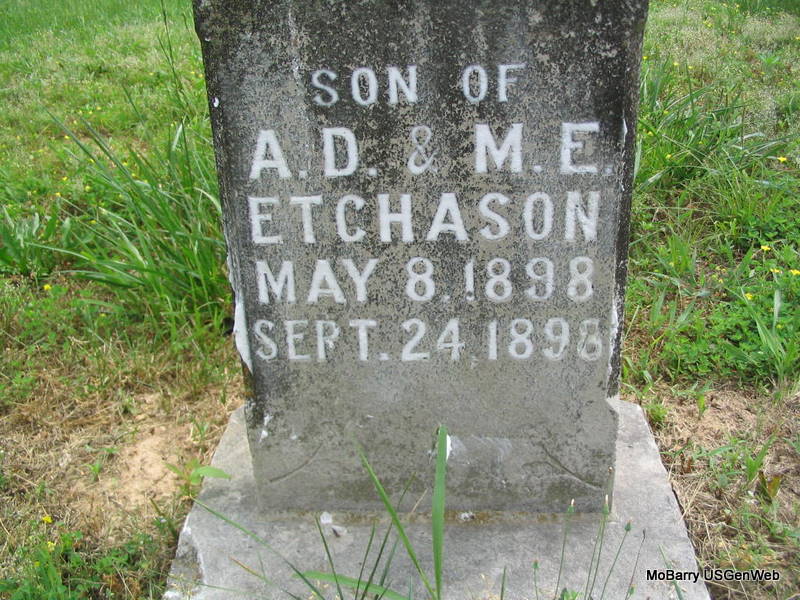 SON OF
A.D. & M.E.
ETCHASON
MAY 8.1898
SEPT.24,1898
MoBarry USGenWeb